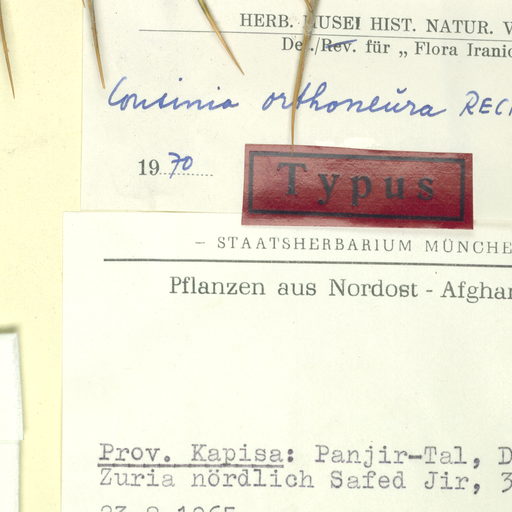 HERB. MUSEI HIST. NATUR. V
Det./Rev. für „ Flora Iranic
Cousinia orthoneura REC
1970
Typus
– STAATSHERBARIUM MÜNCHE
Pflanzen aus Nordost - Afghan
Prov. Kapisa: Panjir-Tal, D
Zuria nördlich Safed Jir, 3